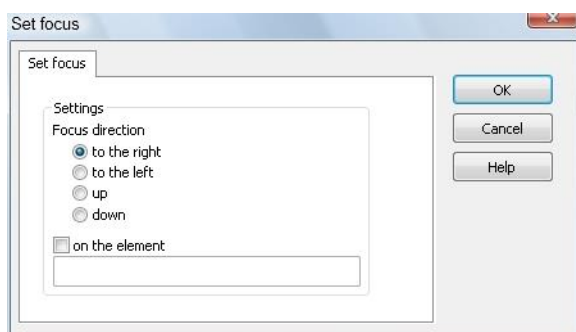 Set focus
Set focus
OK
Settings
Focus direction
Cancel
to the right
to the left
Help
up
down
on the element